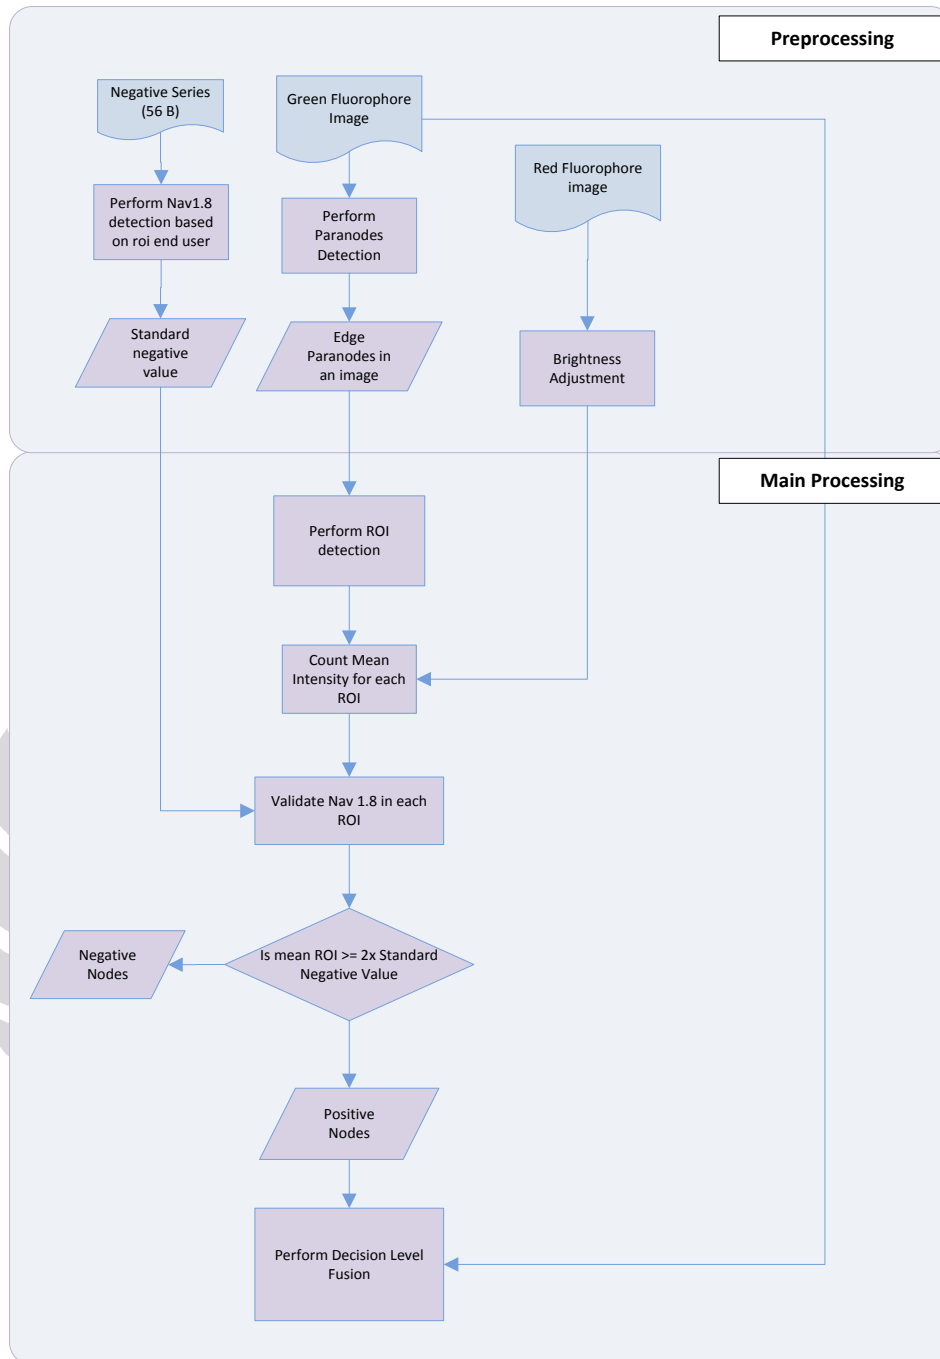 Preprocessing
Negative Series
(56 B)
Green Fluorophore
Image
Red Fluorophore
image
Perform Nav1.8
detection based
on roi end user
Perform
Paranodes
Detection
Standard
negative
value
Edge
Paranodes in
an image
Brightness
Adjustment
Main Processing
Perform ROI
detection
Count Mean
Intensity for each
ROI
Validate Nav 1.8 in each
ROI
Is mean ROI >= 2x Standard
Negative Value
Negative
Nodes
Positive
Nodes
Perform Decision Level
Fusion